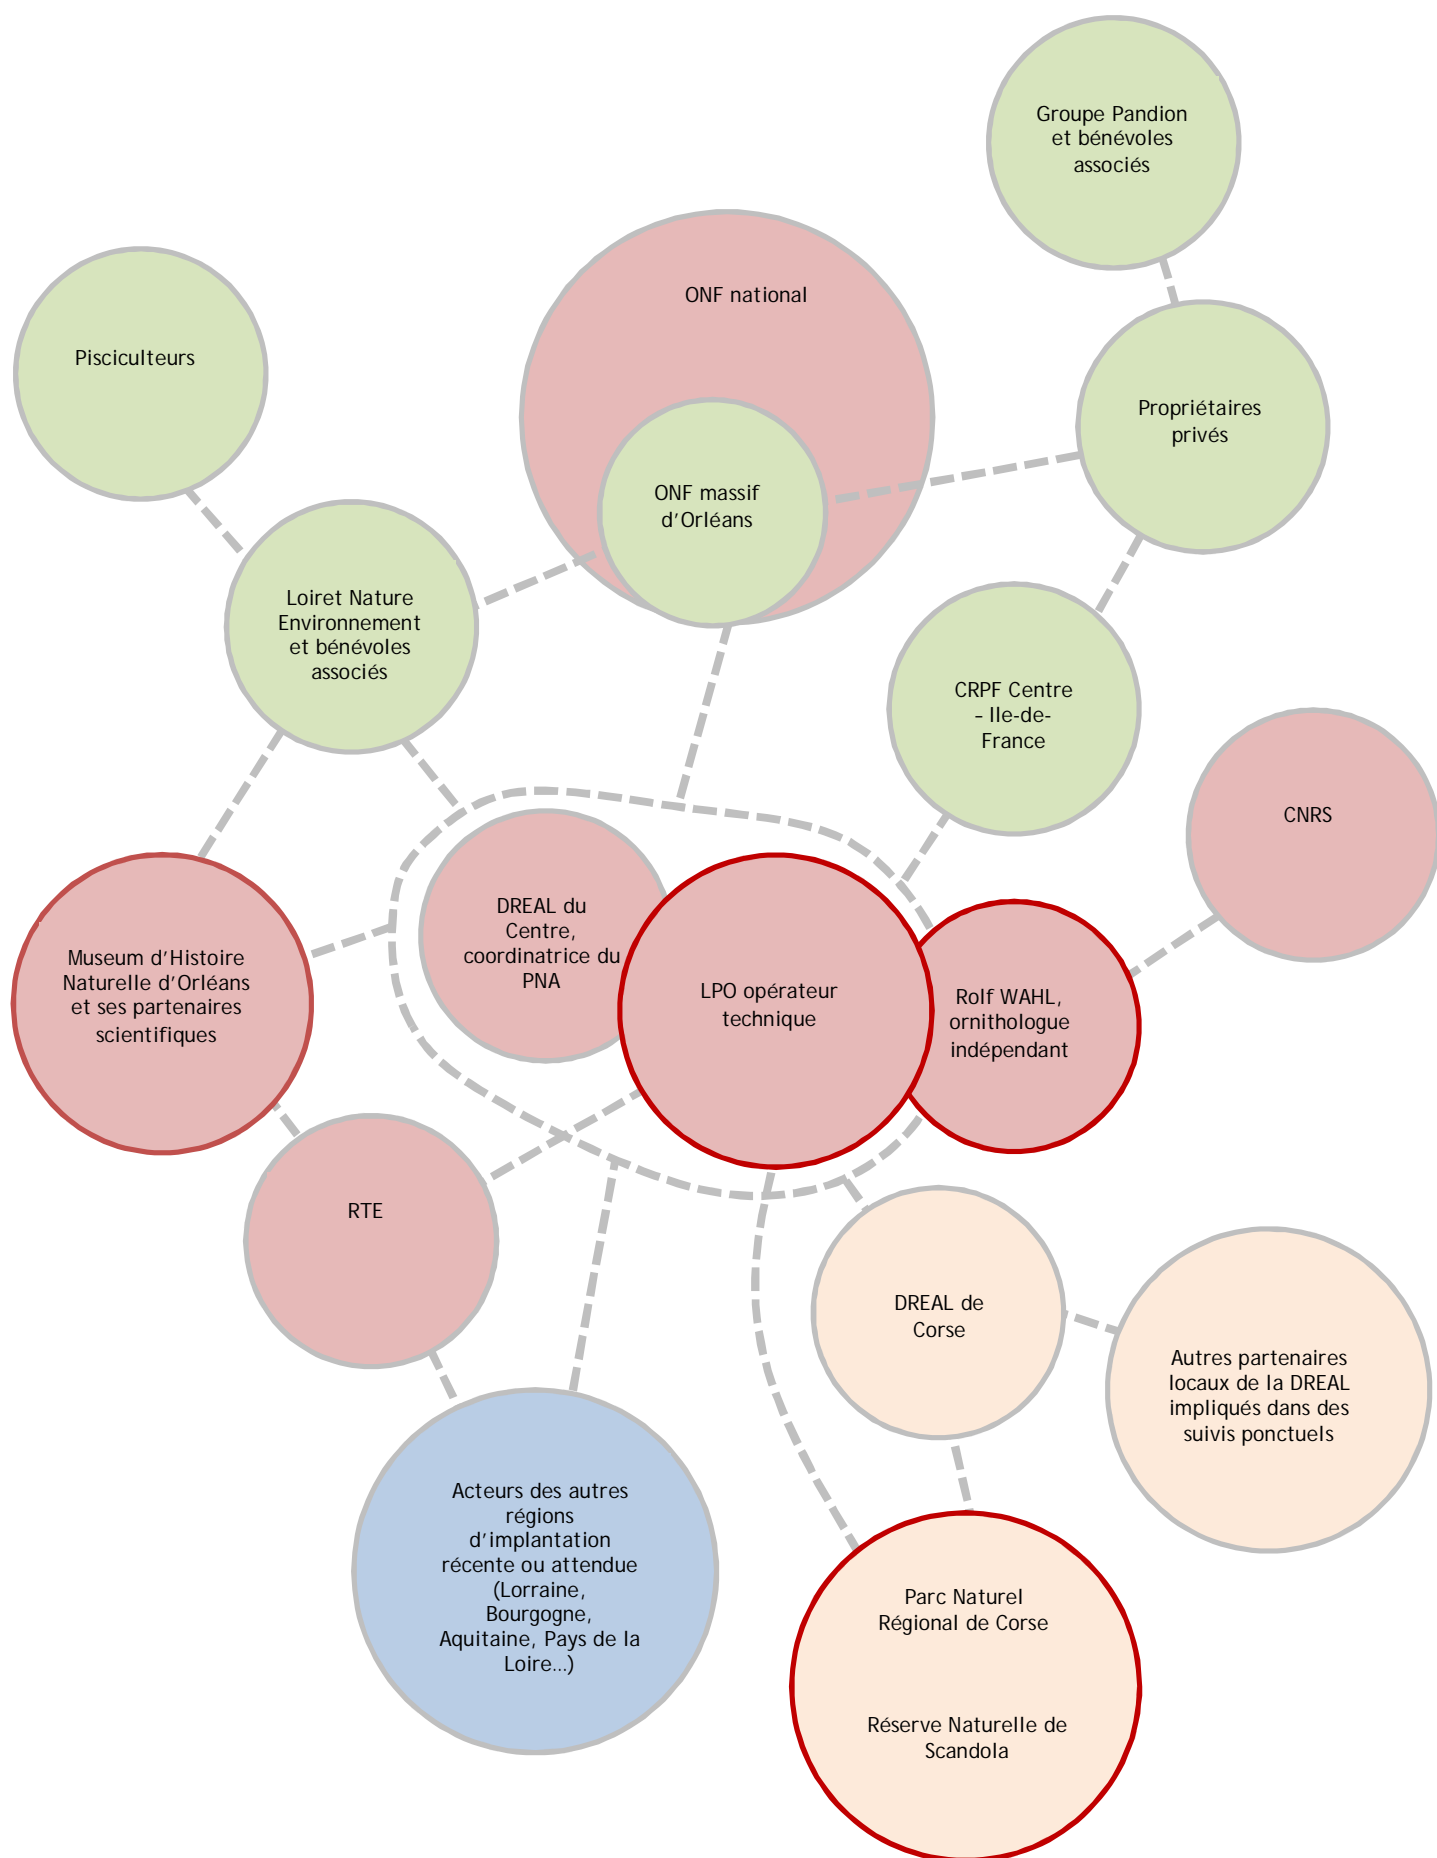 Groupe Pandion
et bénévoles
associés
ONF national
Pisciculteurs
Propriétaires
privés
ONF massif
d'Orléans
Loiret Nature
Environnement
et bénévoles
associés
CRPF Centre
– Ile-de-
France
CNRS
DREAL du
Centre,
coordinatrice du
PNA
Museum d'Histoire
Naturelle d'Orléans
et ses partenaires
scientifiques
LPO opérateur
technique
Rolf WAHL,
ornithologue
indépendant
RTE
DREAL de
Corse
Autres partenaires
locaux de la DREAL
impliqués dans des
suivis ponctuels
Acteurs des autres
régions
d'implantation
récente ou attendue
(Lorraine,
Bourgogne,
Aquitaine, Pays de la
Loire...)
Parc Naturel
Régional de Corse
Réserve Naturelle de
Scandola